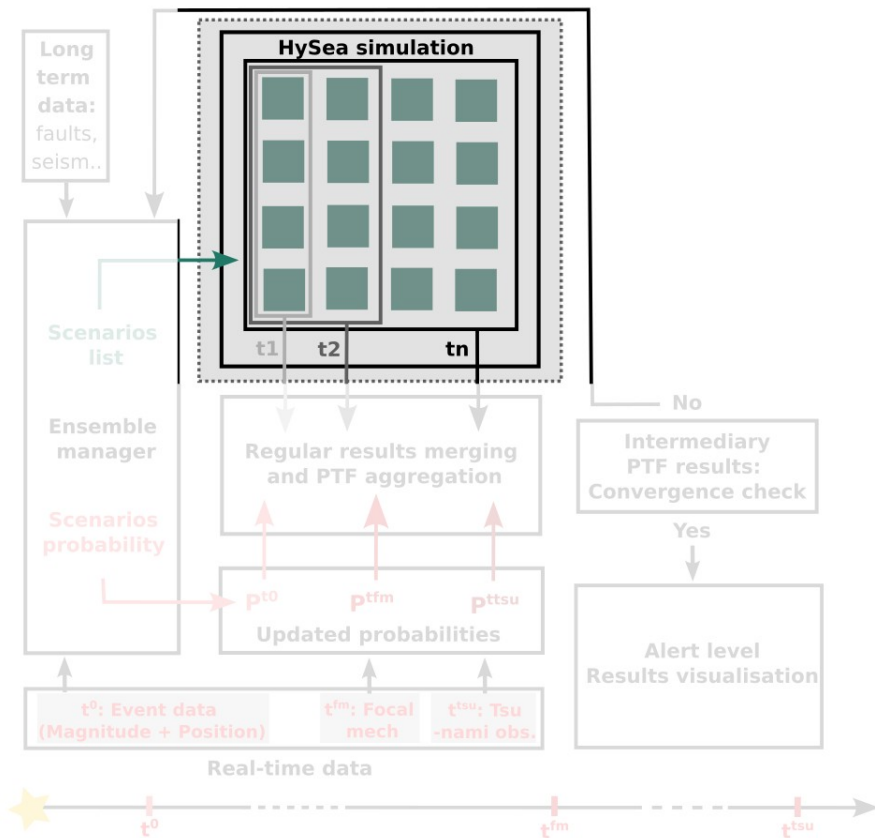 Long
term
data:
faults,
seism..
HySea simulation
t1
t2
tn
Scenarios
list
Ensemble
manager
Scenarios
probability
Regular results merging
and PTF aggregation
No
Intermediary
PTF results:
Convergence check
Yes
P^t0
P^tfm
P^ttsu
Updated probabilities
Alert level
Results visualisation
t⁰: Event data
(Magnitude + Position)
t^fm: Focal
mech
t^tsu: Tsu
-nami obs.
Real-time data
t⁰
t^fm
t^tsu